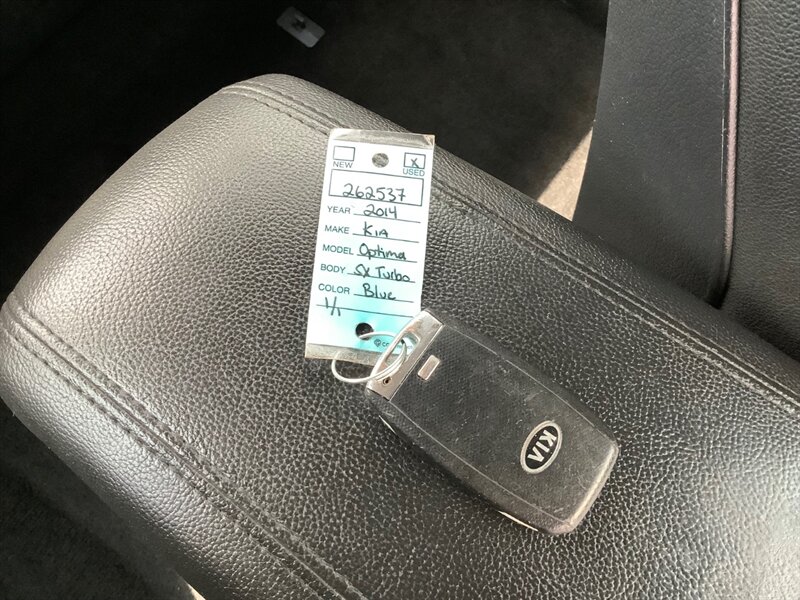 X
NEW USED
262537
YEAR 2014
MAKE Kia
MODEL Optima
BODY SX Turbo
COLOR Blue
1/1
KIA